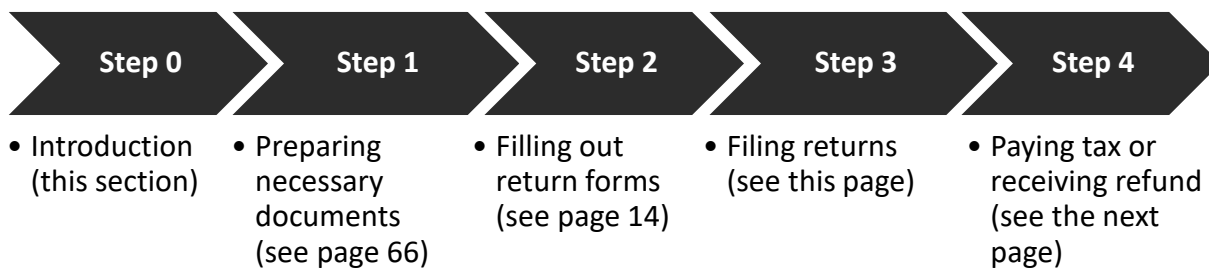 Step 0
Step 1
Step 2
Step 3
Step 4
• Introduction
(this section)
• Preparing
necessary
documents
(see page 66)
• Filling out
return forms
(see page 14)
• Filing returns
(see this page)
• Paying tax or
receiving refund
(see the next
page)